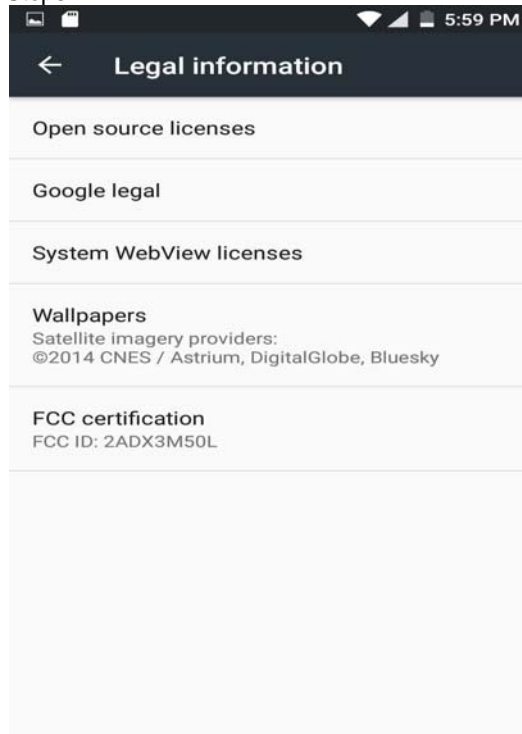 5:59 PM
Legal information
Open source licenses
Google legal
System WebView licenses
Wallpapers
Satellite imagery providers:
©2014 CNES / Astrium, DigitalGlobe, Bluesky
FCC certification
FCC ID: 2ADX3M50L